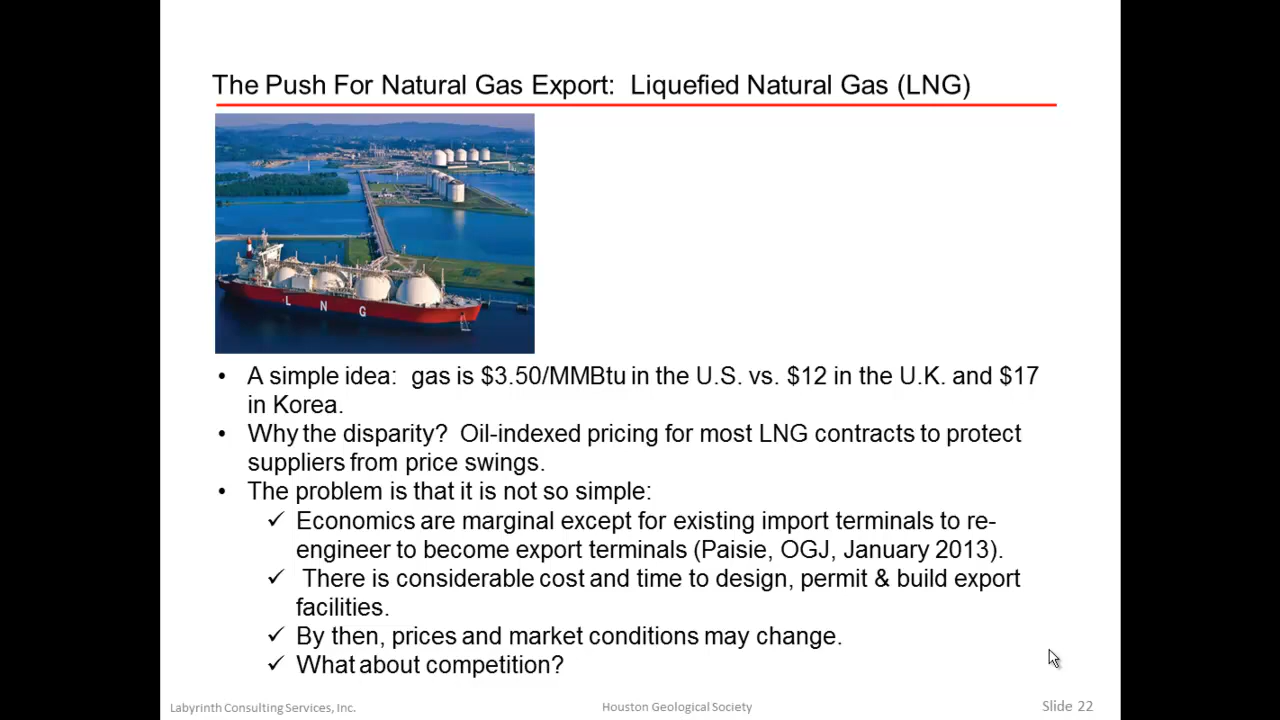 The Push For Natural Gas Export:  Liquefied Natural Gas (LNG)
L N G
• A simple idea:  gas is $3.50/MMBtu in the U.S. vs. $12 in the U.K. and $17
in Korea.
• Why the disparity?  Oil-indexed pricing for most LNG contracts to protect
suppliers from price swings.
• The problem is that it is not so simple:
✓ Economics are marginal except for existing import terminals to re-
engineer to become export terminals (Paisie, OGJ, January 2013).
✓ There is considerable cost and time to design, permit & build export
facilities.
✓ By then, prices and market conditions may change.
✓ What about competition?
Labyrinth Consulting Services, Inc.
Houston Geological Society
Slide 22